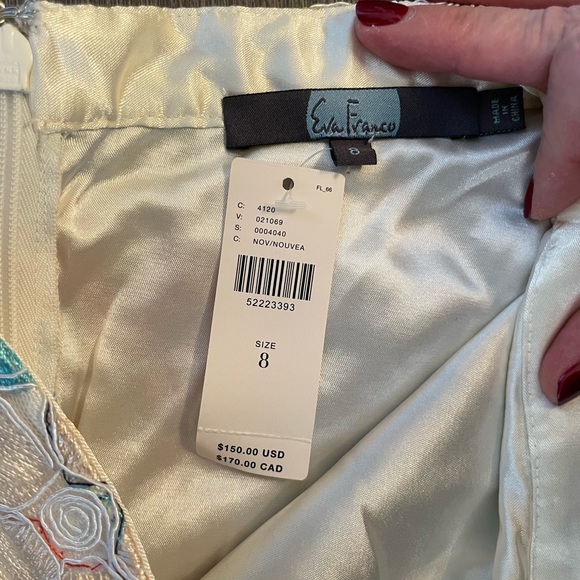 Eva Franco
MADE
IN
CHINA
8
FL_66
C: 4120
V: 021069
S: 0004040
C: NOV/NOUVEA
52223393
SIZE
8
$150.00 USD
$170.00 CAD